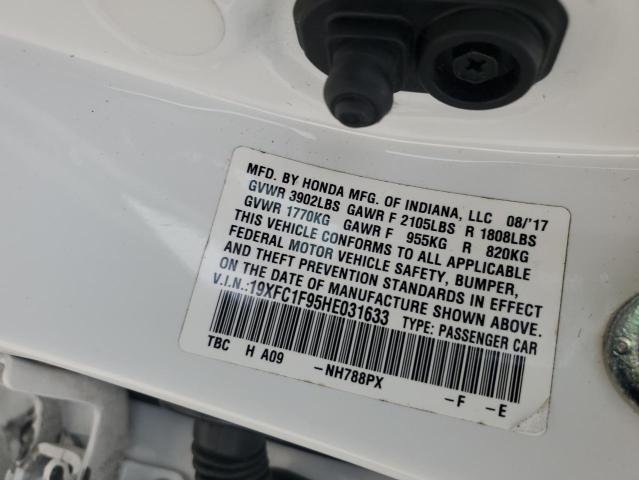 MFD. BY HONDA MFG. OF INDIANA, LLC 08/'17
GVWR 3902LBS GAWR F 2105LBS R 1808LBS
GVWR 1770KG GAWR F 955KG R 820KG
THIS VEHICLE CONFORMS TO ALL APPLICABLE
FEDERAL MOTOR VEHICLE SAFETY, BUMPER,
AND THEFT PREVENTION STANDARDS IN EFFECT
ON THE DATE OF MANUFACTURE SHOWN ABOVE.
V.I.N.:19XFC1F95HE031633 TYPE: PASSENGER CAR
TBC H A09 -NH788PX -F -E